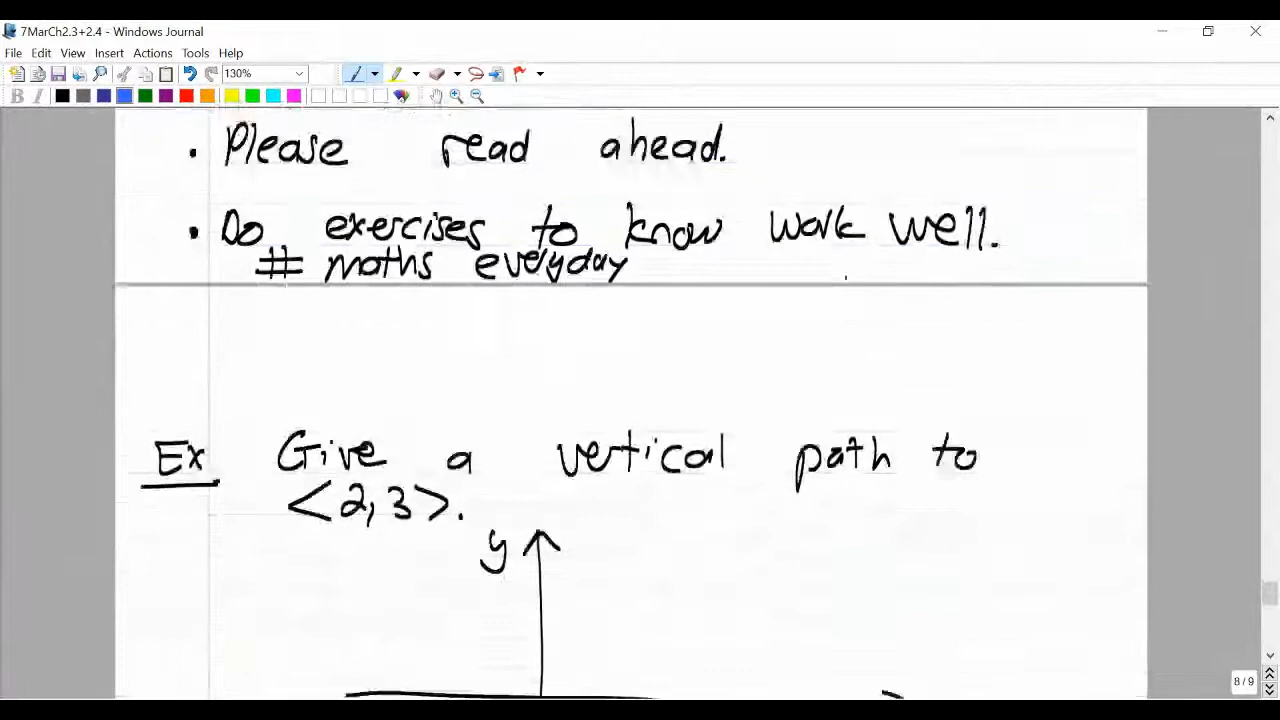 7MarCh2.3+2.4 - Windows Journal
File Edit View Insert Actions Tools Help
130%
B I
. Please read ahead.
. Do exercises to know work well.
# maths everyday
Ex Give a vertical path to
<2,3>.
y
8/9